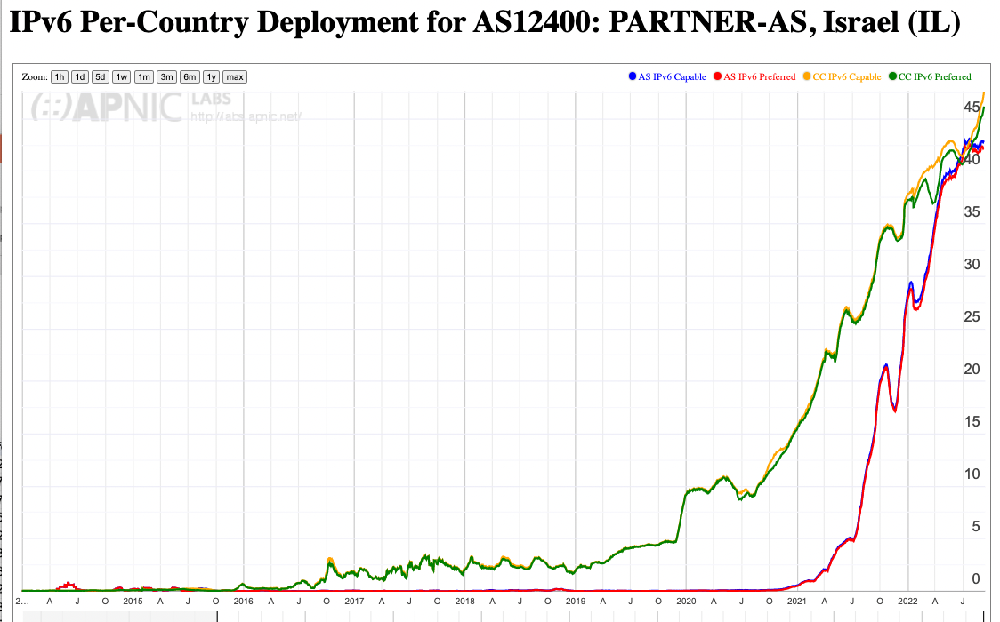 IPv6 Per-Country Deployment for AS12400: PARTNER-AS, Israel (IL)
Zoom: 1h 1d 5d 1w 1m 3m 6m 1y max
AS IPv6 Capable AS IPv6 Preferred CC IPv6 Capable CC IPv6 Preferred
(::) APNIC LABS
http://labs.apnic.net/
45
40
35
30
25
20
15
10
5
0
2... A J O 2015 A J O 2016 A J O 2017 A J O 2018 A J O 2019 A J O 2020 A J O 2021 A J O 2022 A J